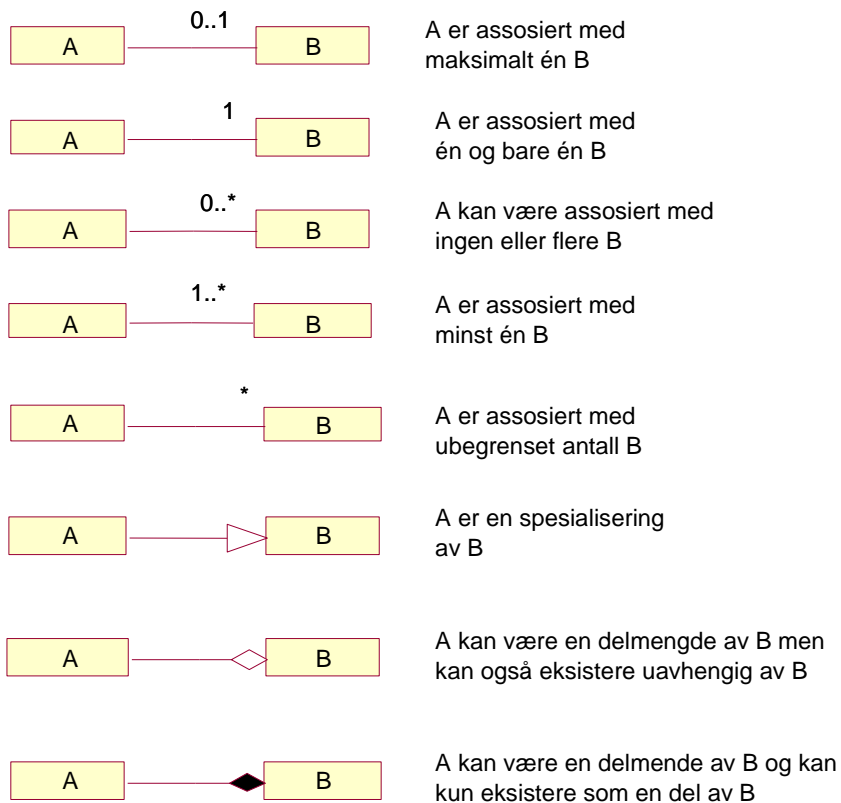 0..1
A B
A er assosiert med
maksimalt én B
1
A B
A er assosiert med
én og bare én B
0..*
A B
A kan være assosiert med
ingen eller flere B
1..*
A B
A er assosiert med
minst én B
*
A B
A er assosiert med
ubegrenset antall B
A B
A er en spesialisering
av B
A B
A kan være en delmengde av B men
kan også eksistere uavhengig av B
A B
A kan være en delmende av B og kan
kun eksistere som en del av B